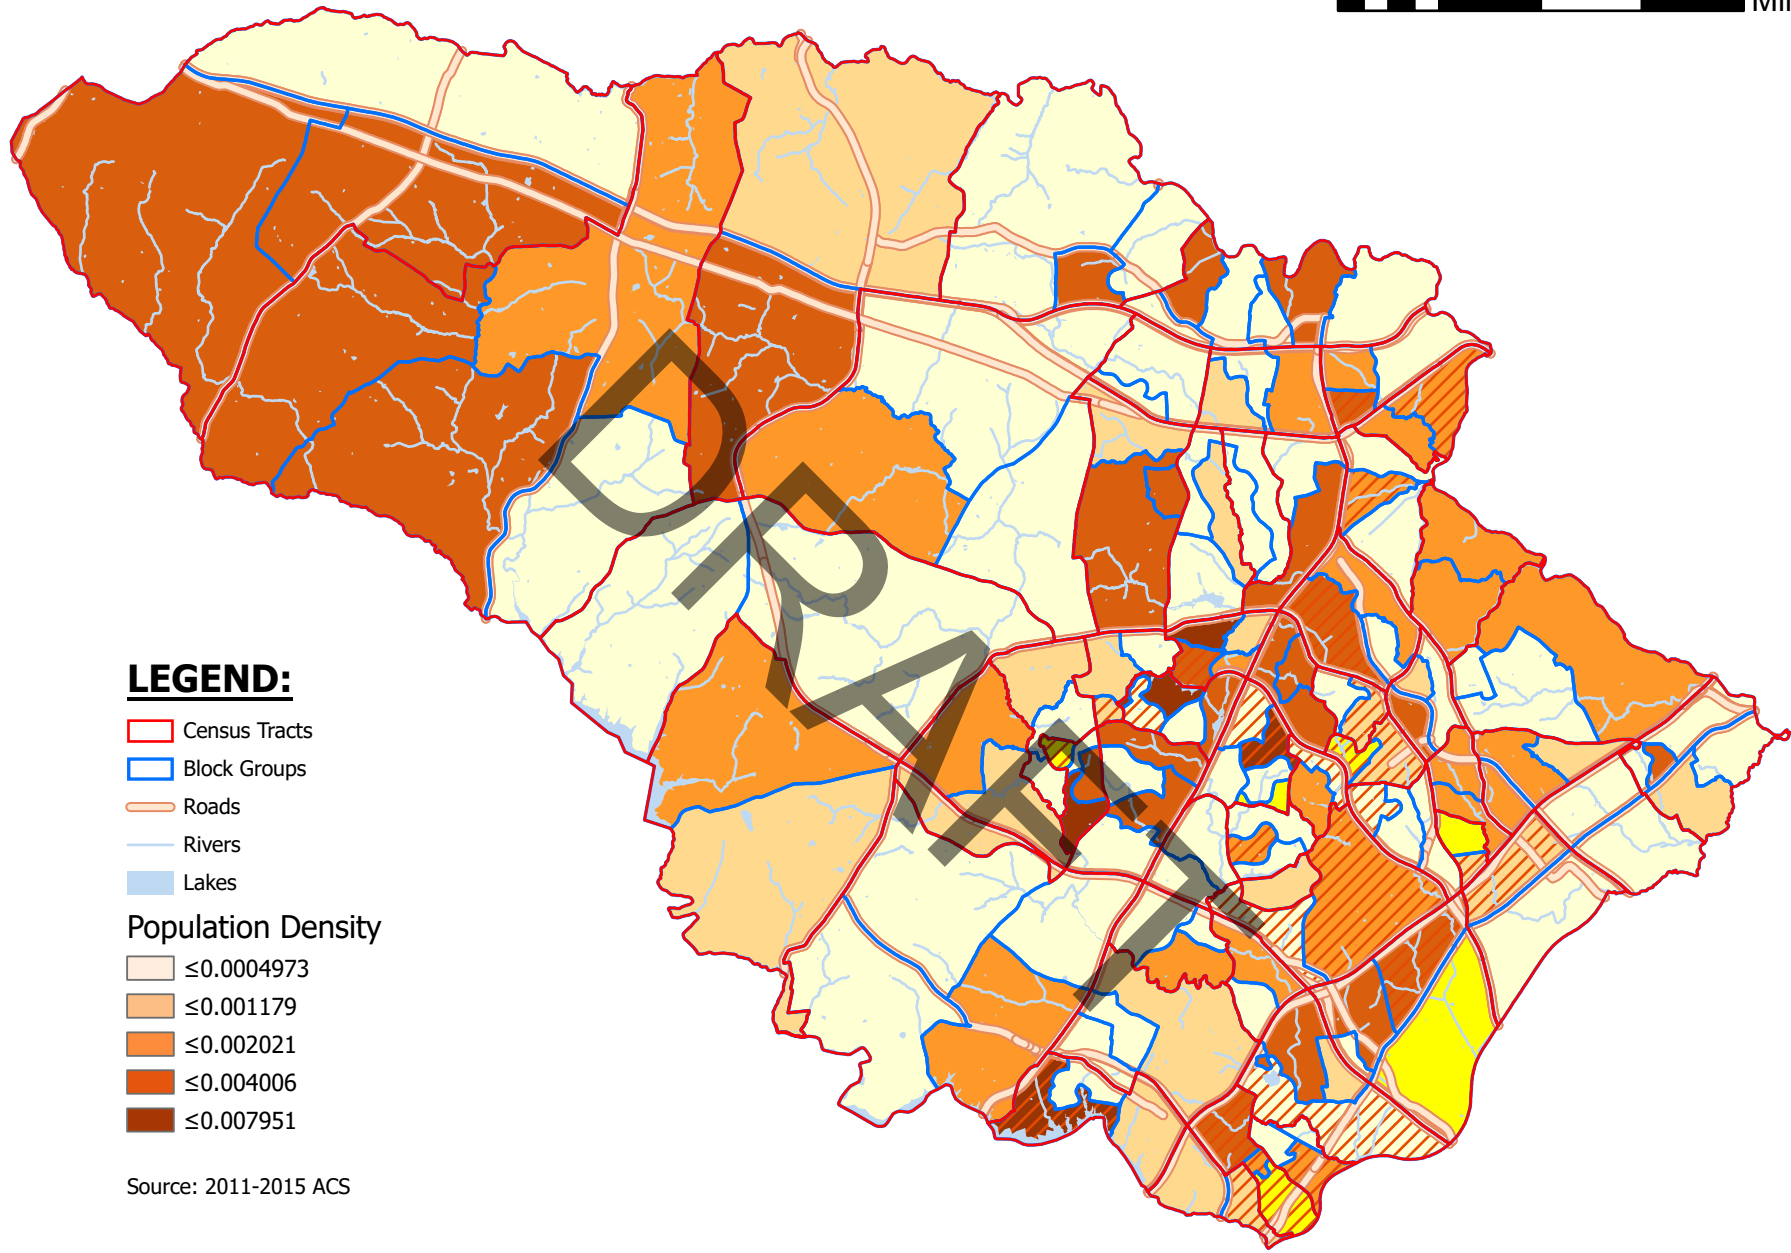 Mil
DRAFT
LEGEND:
Census Tracts
Block Groups
Roads
Rivers
Lakes
Population Density
≤0.0004973
≤0.001179
≤0.002021
≤0.004006
≤0.007951
Source: 2011-2015 ACS